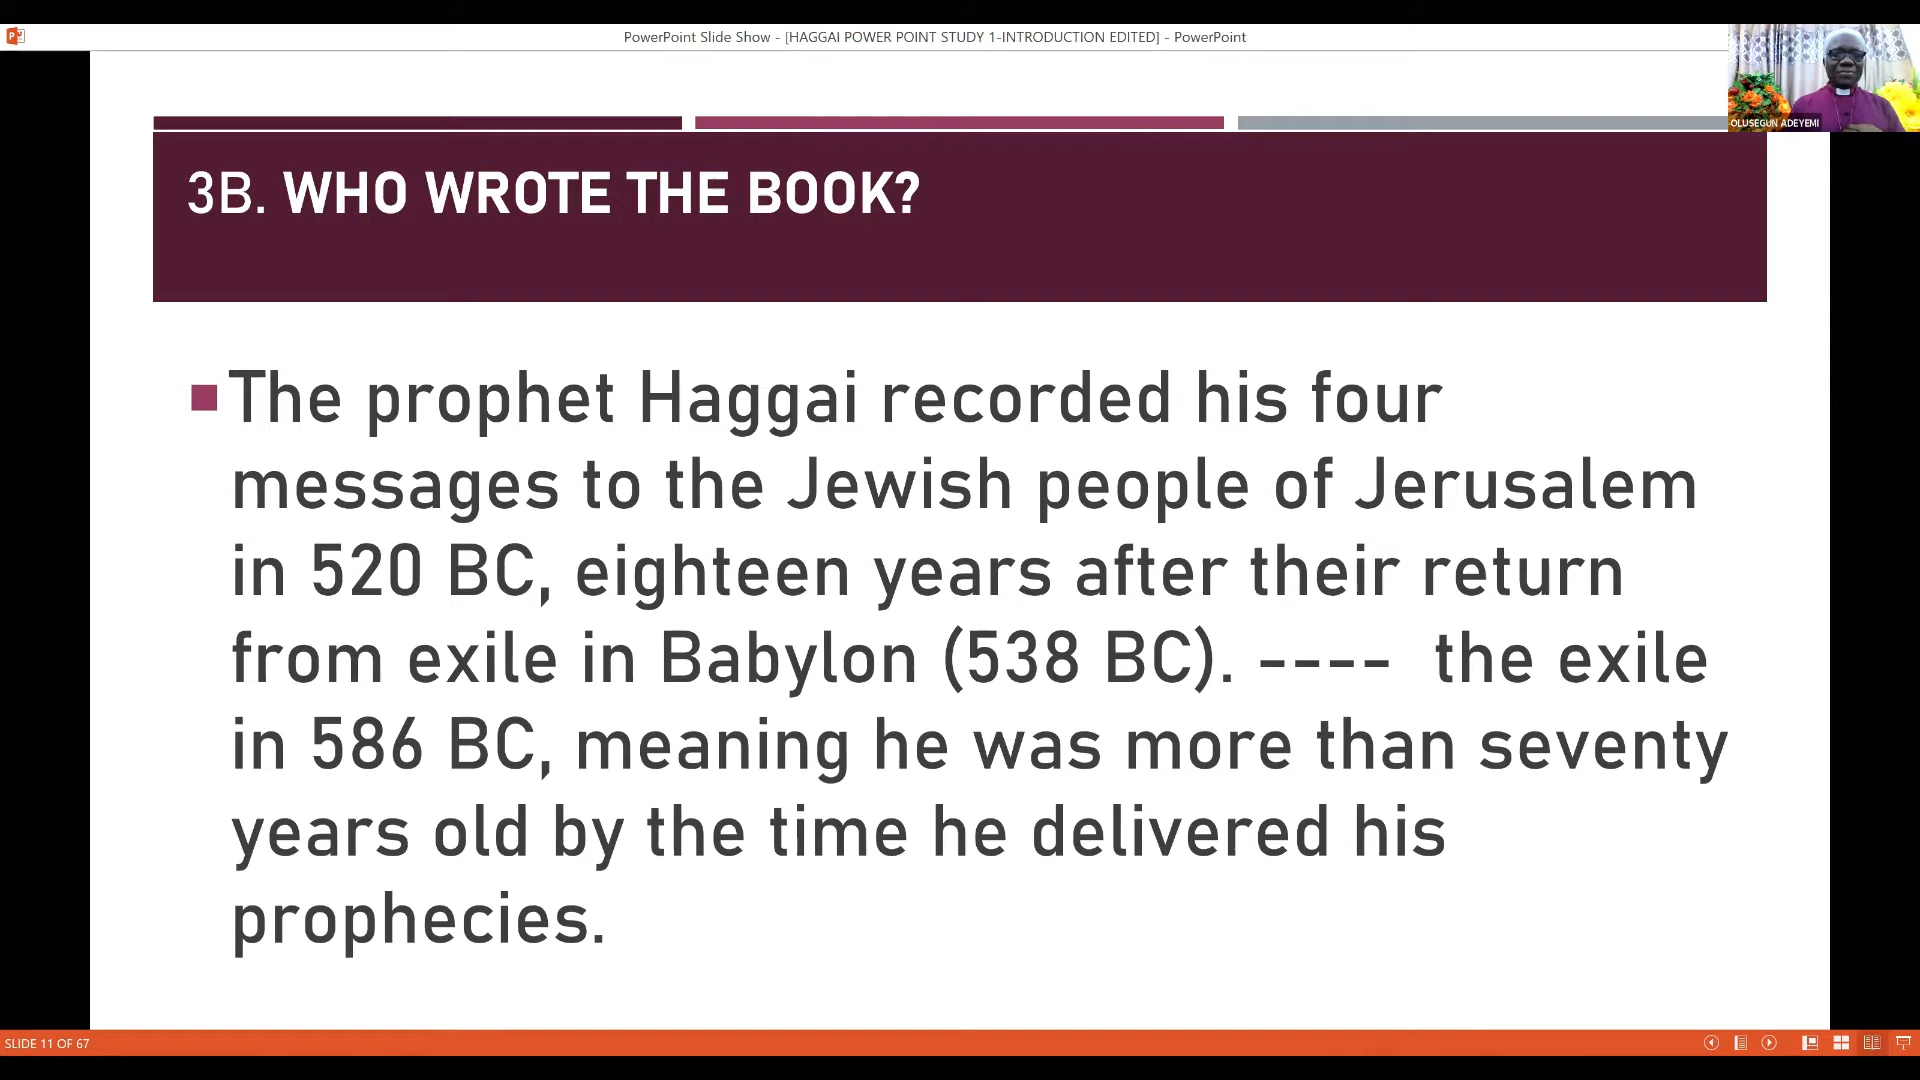 PowerPoint Slide Show - [HAGGAI POWER POINT STUDY 1-INTRODUCTION EDITED] - PowerPoint
OLUSEGUN ADEYEMI
3B. WHO WROTE THE BOOK?
The prophet Haggai recorded his four
messages to the Jewish people of Jerusalem
in 520 BC, eighteen years after their return
from exile in Babylon (538 BC). ---- the exile
in 586 BC, meaning he was more than seventy
years old by the time he delivered his
prophecies.
SLIDE 11 OF 67